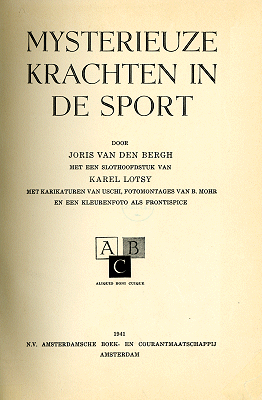 MYSTERIEUZE
KRACHTEN IN
DE SPORT
DOOR
JORIS VAN DEN BERGH
MET EEN SLOTHOOFDSTUK VAN
KAREL LOTSY
MET KARIKATUREN VAN USCHI, FOTOMONTAGES VAN B. MOHR
EN EEN KLEURENFOTO ALS FRONTISPICE
A B
C
ALIQUID BONI CUIQUE
1941
N.V. AMSTERDAMSCHE BOEK- EN COURANTMAATSCHAPPIJ
AMSTERDAM